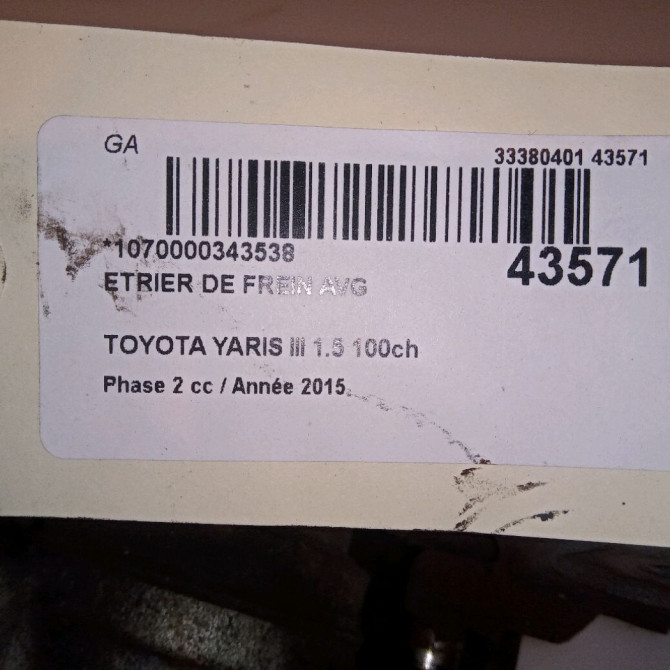 GA
33380401 43571
*1070000343538
43571
ETRIER DE FREIN AVG
TOYOTA YARIS III 1.5 100ch
Phase 2 cc / Année 2015